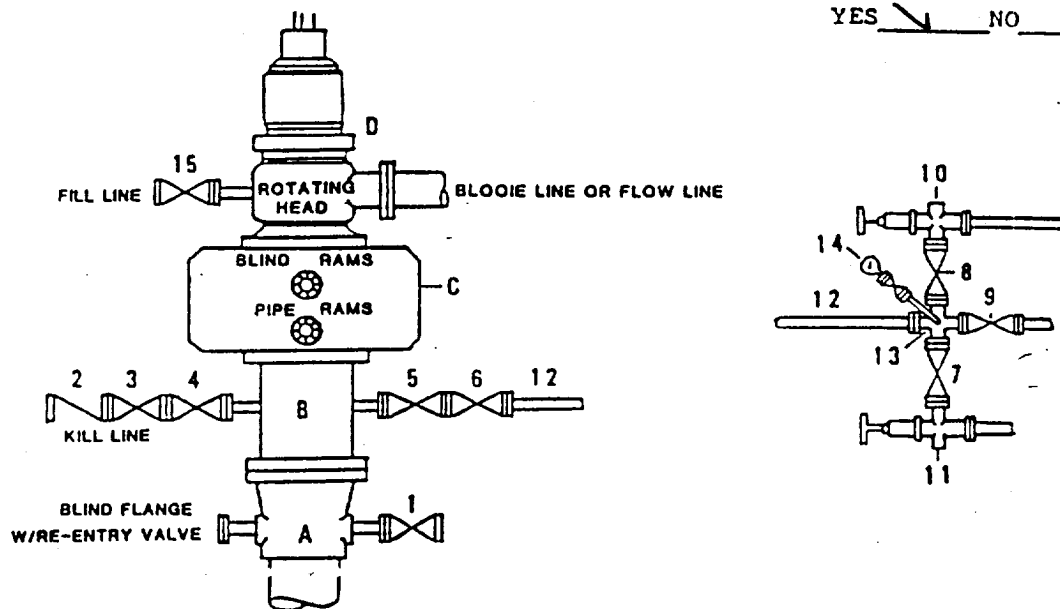 YES NO
D
15
FILL LINE
ROTATING
HEAD
BLOOIE LINE OR FLOW LINE
BLIND RAMS
C
PIPE RAMS
2 3 4
B
5 6 12
KILL LINE
BLIND FLANGE
W/RE-ENTRY VALVE
A
1
10
14
8
12
9
13
7
11